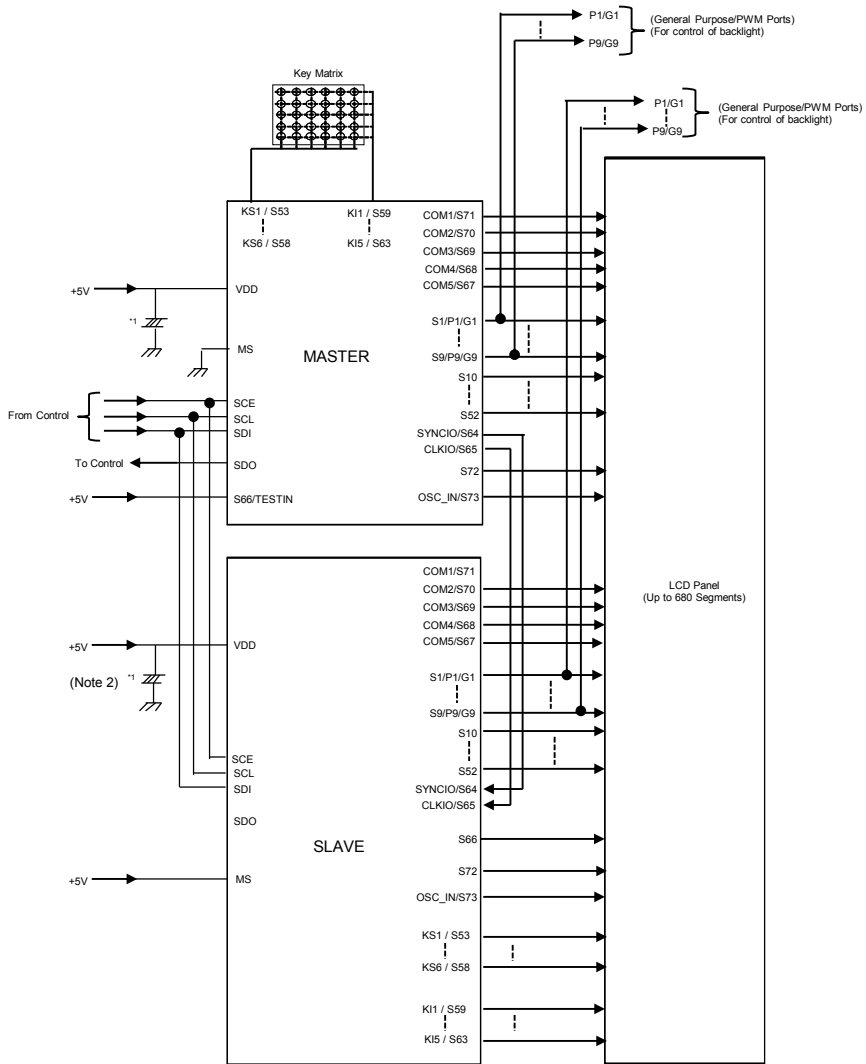 P1/G1
P9/G9
(General Purpose/PWM Ports)
(For control of backlight)
Key Matrix
P1/G1
P9/G9
(General Purpose/PWM Ports)
(For control of backlight)
KS1 / S53
KS6 / S58
KI1 / S59
KI5 / S63
COM1/S71
COM2/S70
COM3/S69
COM4/S68
COM5/S67
+5V
VDD
*1
S1/P1/G1
MS
MASTER
S9/P9/G9
S10
From Control
SCE
SCL
SDI
S52
SYNCIO/S64
CLKIO/S65
To Control
SDO
S72
+5V
S66/TESTIN
OSC_IN/S73
LCD Panel
(Up to 680 Segments)
COM1/S71
COM2/S70
COM3/S69
COM4/S68
COM5/S67
+5V
VDD
(Note 2)
*1
S1/P1/G1
S9/P9/G9
S10
SCE
SCL
SDI
S52
SYNCIO/S64
CLKIO/S65
SDO
SLAVE
S66
+5V
MS
S72
OSC_IN/S73
KS1 / S53
KS6 / S58
KI1 / S59
KI5 / S63